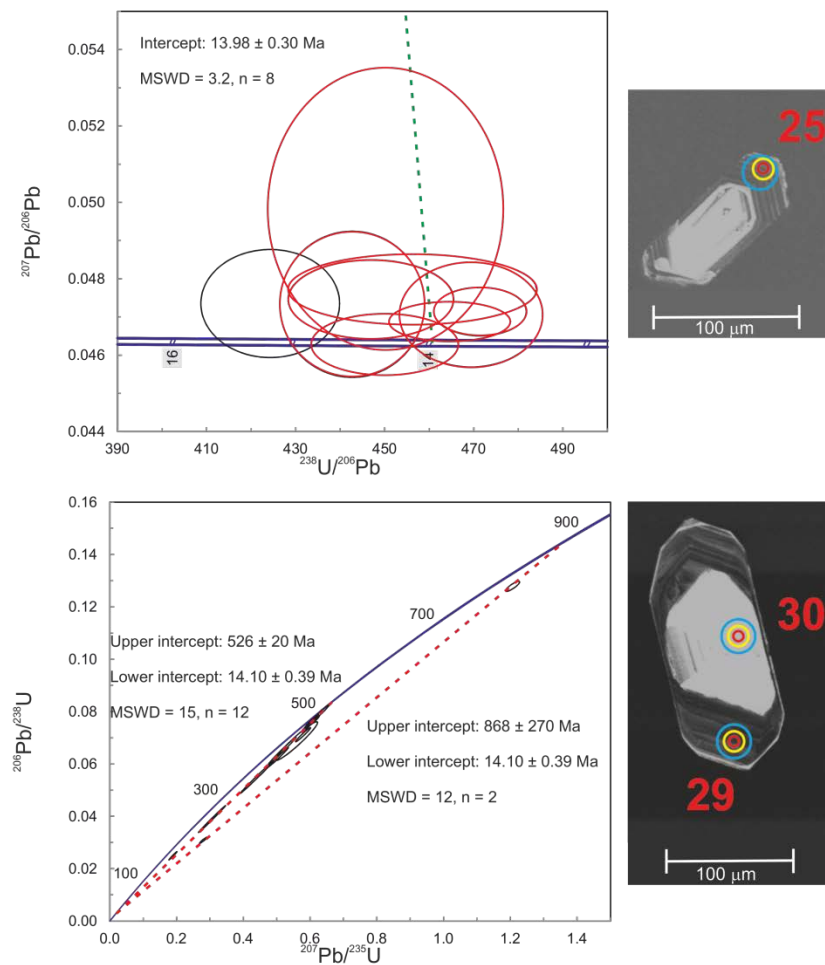 0.054
0.052
0.050
0.048
0.046
0.044
²⁰⁷Pb/²⁰⁶Pb
Intercept: 13.98 ± 0.30 Ma
MSWD = 3.2, n = 8
16
14
390
410
430
450
470
490
²³⁸U/²⁰⁶Pb
25
100 μm
0.16
0.14
0.12
0.10
0.08
0.06
0.04
0.02
0.00
²⁰⁶Pb/²³⁸U
900
700
500
300
100
Upper intercept: 526 ± 20 Ma
Lower intercept: 14.10 ± 0.39 Ma
MSWD = 15, n = 12
Upper intercept: 868 ± 270 Ma
Lower intercept: 14.10 ± 0.39 Ma
MSWD = 12, n = 2
0.0
0.2
0.4
0.6
0.8
1.0
1.2
1.4
²⁰⁷Pb/²³⁵U
30
29
100 μm